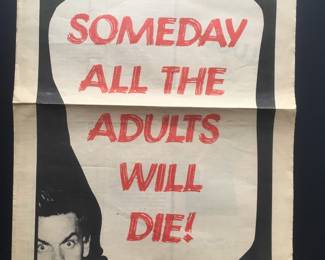 SOMEDAY
ALL THE
ADULTS
WILL
DIE!